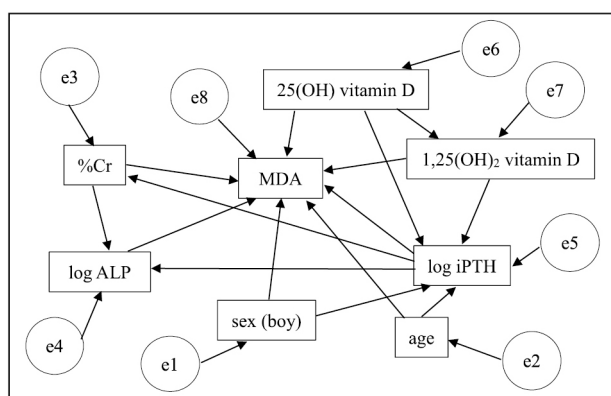 e6
e3
e8
25(OH) vitamin D
e7
%Cr
MDA
1,25(OH)₂ vitamin D
log ALP
log iPTH
e5
sex (boy)
age
e4
e1
e2